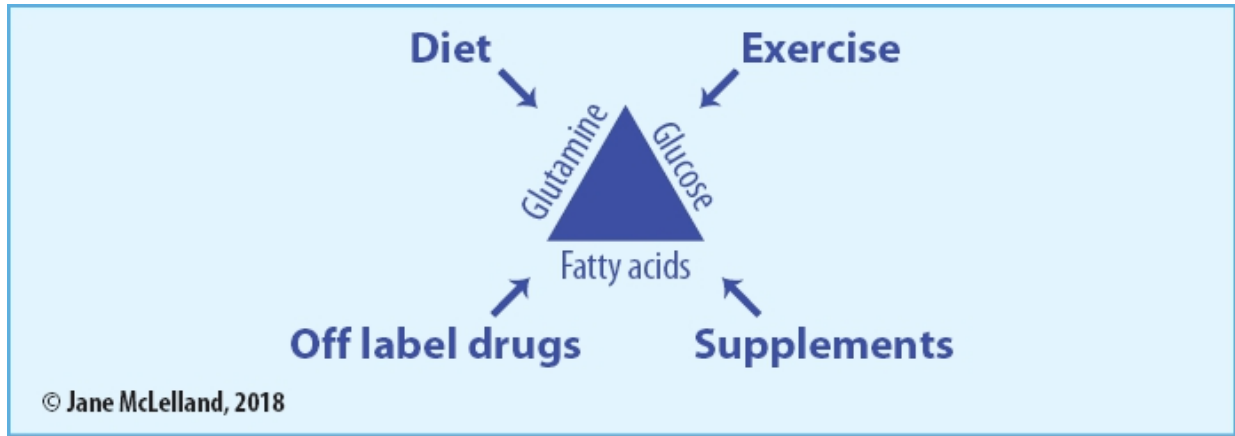 Diet
Exercise
Glutamine
Glucose
Fatty acids
Off label drugs
Supplements
© Jane McLelland, 2018